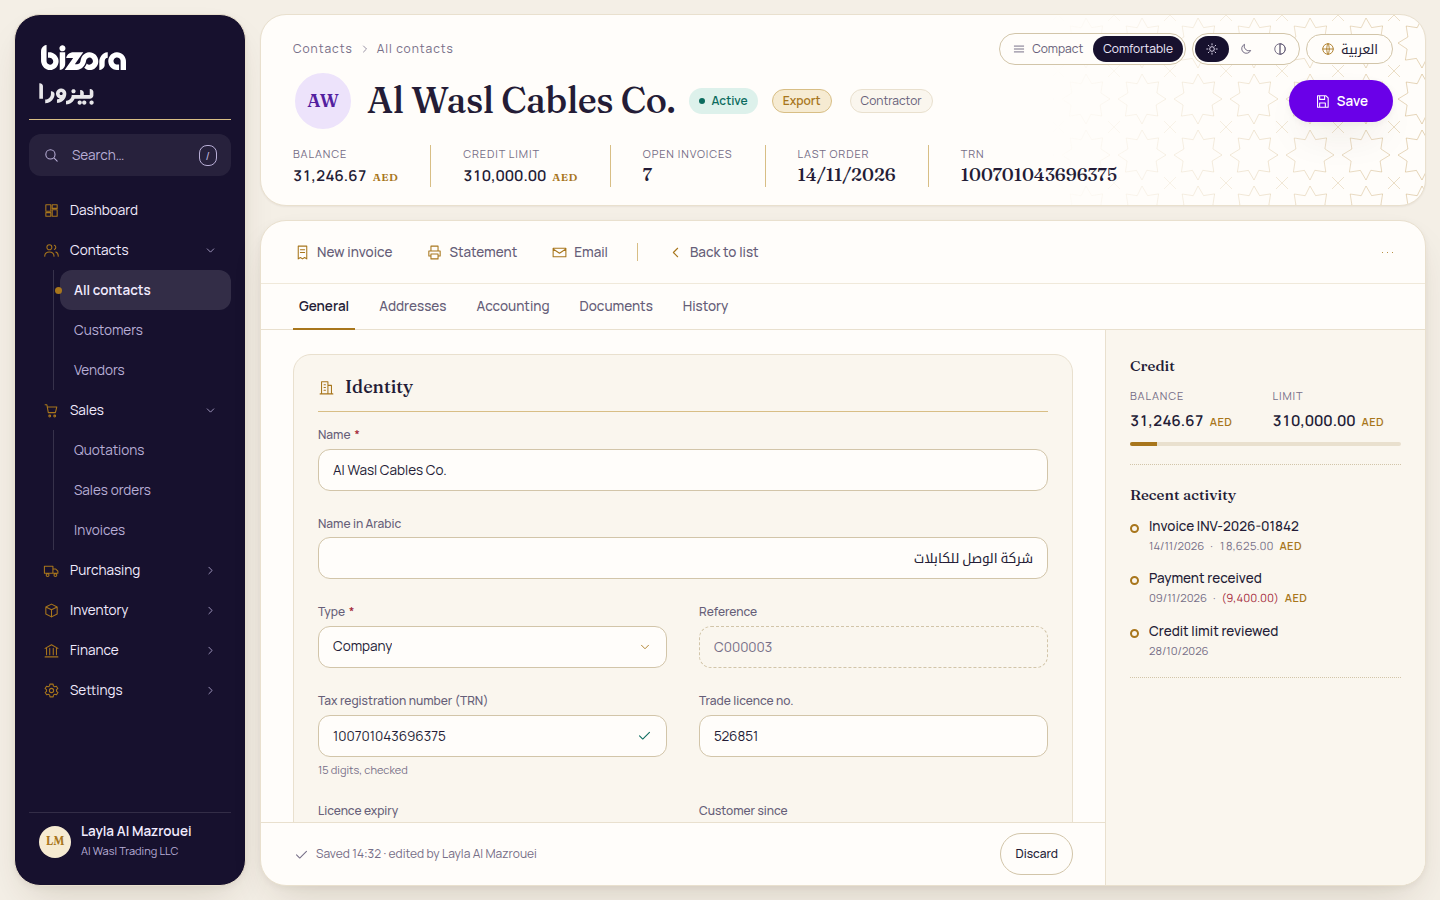 bizora
بيزورا
Search...
/
Dashboard
Contacts
All contacts
Customers
Vendors
Sales
Quotations
Sales orders
Invoices
Purchasing
Inventory
Finance
Settings
LM
Layla Al Mazrouei
Al Wasl Trading LLC
Contacts > All contacts
Compact Comfortable
العربية
AW
Al Wasl Cables Co.
Active
Export
Contractor
Save
BALANCE
31,246.67 AED
CREDIT LIMIT
310,000.00 AED
OPEN INVOICES
7
LAST ORDER
14/11/2026
TRN
100701043696375
New invoice
Statement
Email
Back to list
...
General
Addresses
Accounting
Documents
History
Identity
Name *
Al Wasl Cables Co.
Name in Arabic
شركة الوصل للكابلات
Type *
Company
Reference
C000003
Tax registration number (TRN)
100701043696375
15 digits, checked
Trade licence no.
526851
Licence expiry
Customer since
Saved 14:32 · edited by Layla Al Mazrouei
Discard
Credit
BALANCE
31,246.67 AED
LIMIT
310,000.00 AED
Recent activity
Invoice INV-2026-01842
14/11/2026 · 18,625.00 AED
Payment received
09/11/2026 · (9,400.00) AED
Credit limit reviewed
28/10/2026